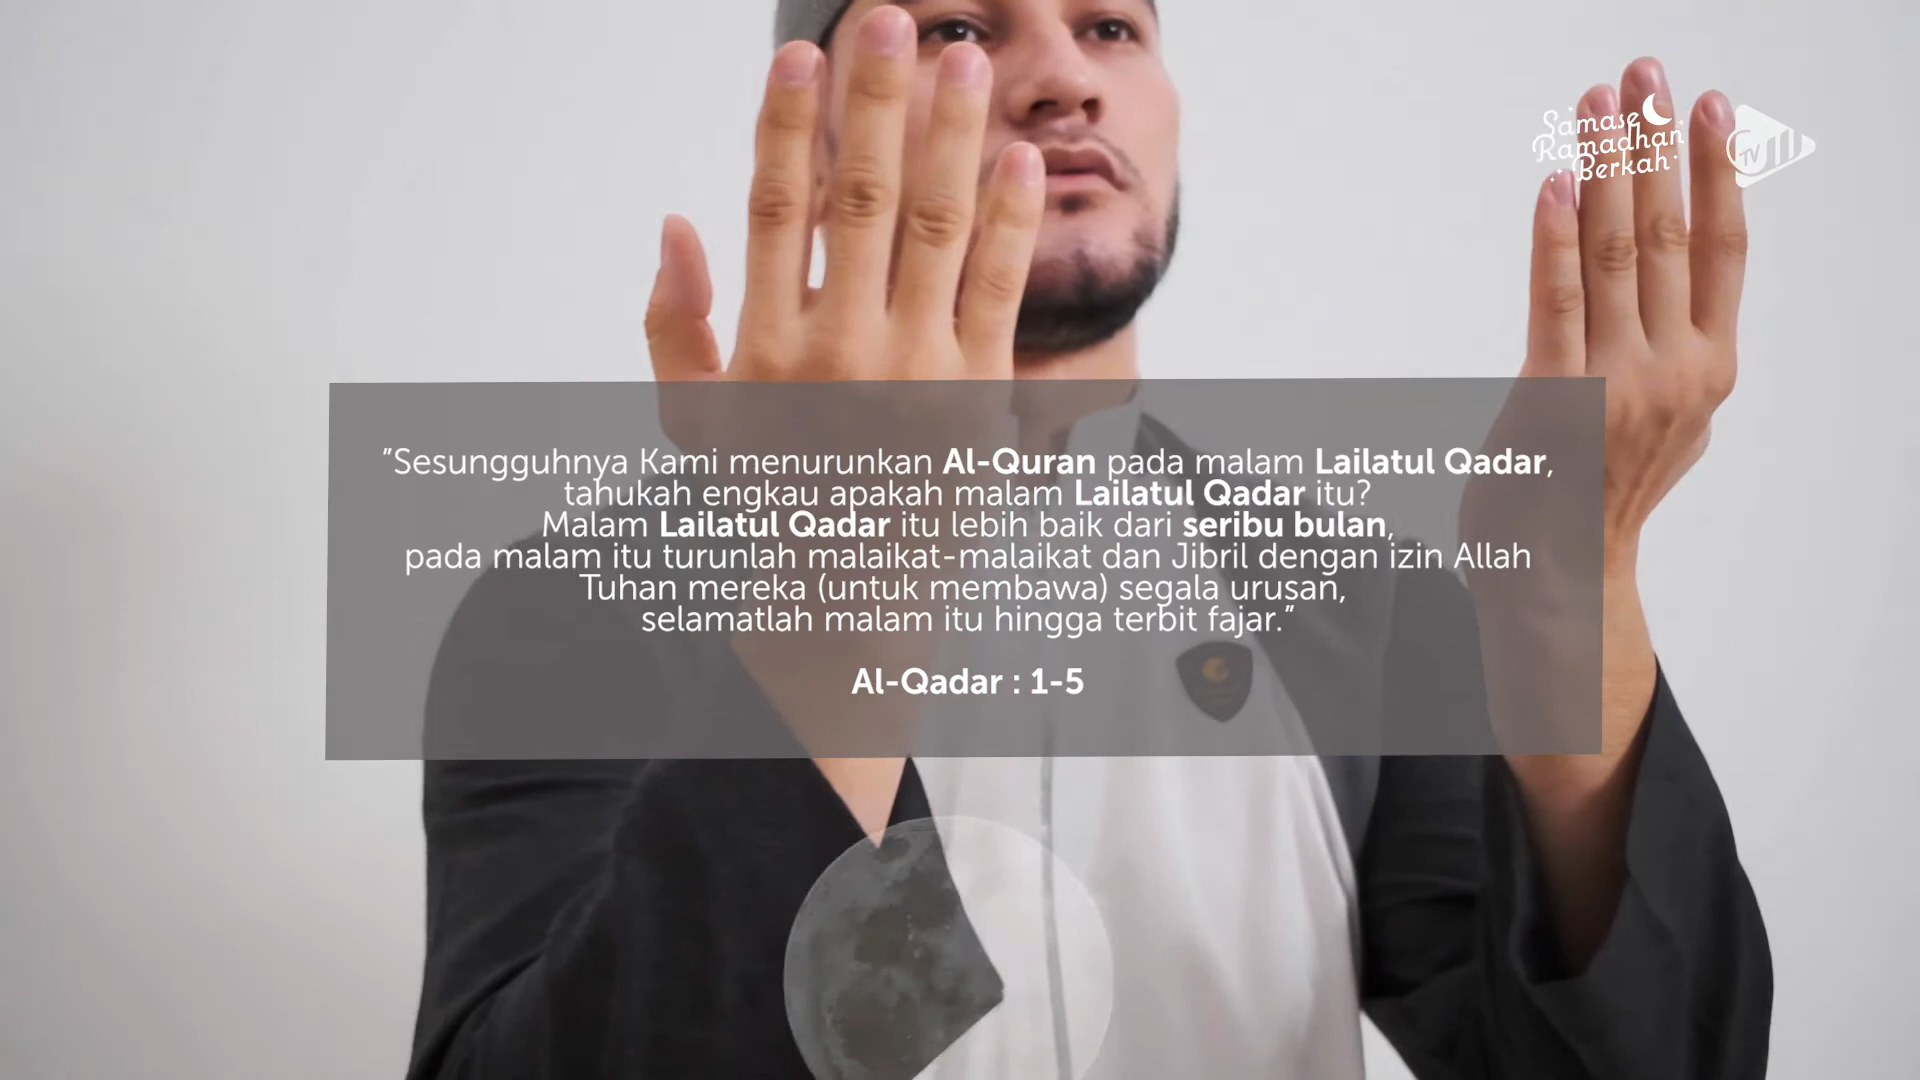 Samase
Ramadhan
Berkah
TV
"Sesungguhnya Kami menurunkan Al-Quran pada malam Lailatul Qadar,
tahukah engkau apakah malam Lailatul Qadar itu?
Malam Lailatul Qadar itu lebih baik dari seribu bulan,
pada malam itu turunlah malaikat-malaikat dan Jibril dengan izin Allah
Tuhan mereka (untuk membawa) segala urusan,
selamatlah malam itu hingga terbit fajar."
Al-Qadar : 1-5